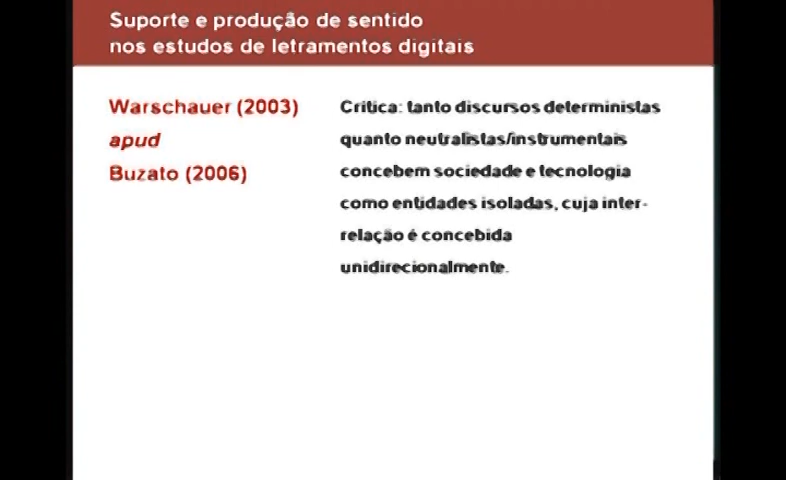 Suporte e produção de sentido
nos estudos de letramentos digitais
Warschauer (2003)
apud
Buzato (2006)
Crítica: tanto discursos deterministas
quanto neutralistas/instrumentais
concebem sociedade e tecnologia
como entidades isoladas, cuja inter-
relação é concebida
unidirecionalmente.